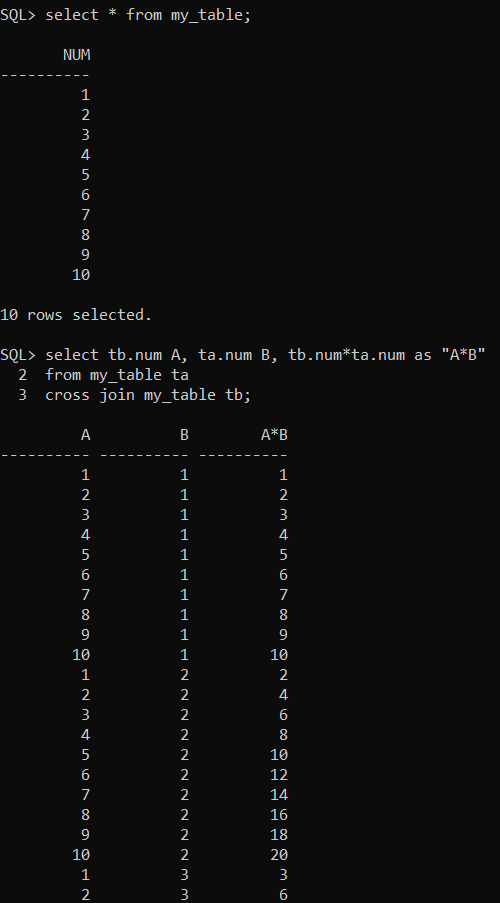 SQL> select * from my_table;
       NUM
----------
         1
         2
         3
         4
         5
         6
         7
         8
         9
        10
10 rows selected.
SQL> select tb.num A, ta.num B, tb.num*ta.num as "A*B"
  2  from my_table ta
  3  cross join my_table tb;
         A          B        A*B
---------- ---------- ----------
         1          1          1
         2          1          2
         3          1          3
         4          1          4
         5          1          5
         6          1          6
         7          1          7
         8          1          8
         9          1          9
        10          1         10
         1          2          2
         2          2          4
         3          2          6
         4          2          8
         5          2         10
         6          2         12
         7          2         14
         8          2         16
         9          2         18
        10          2         20
         1          3          3
         2          3          6